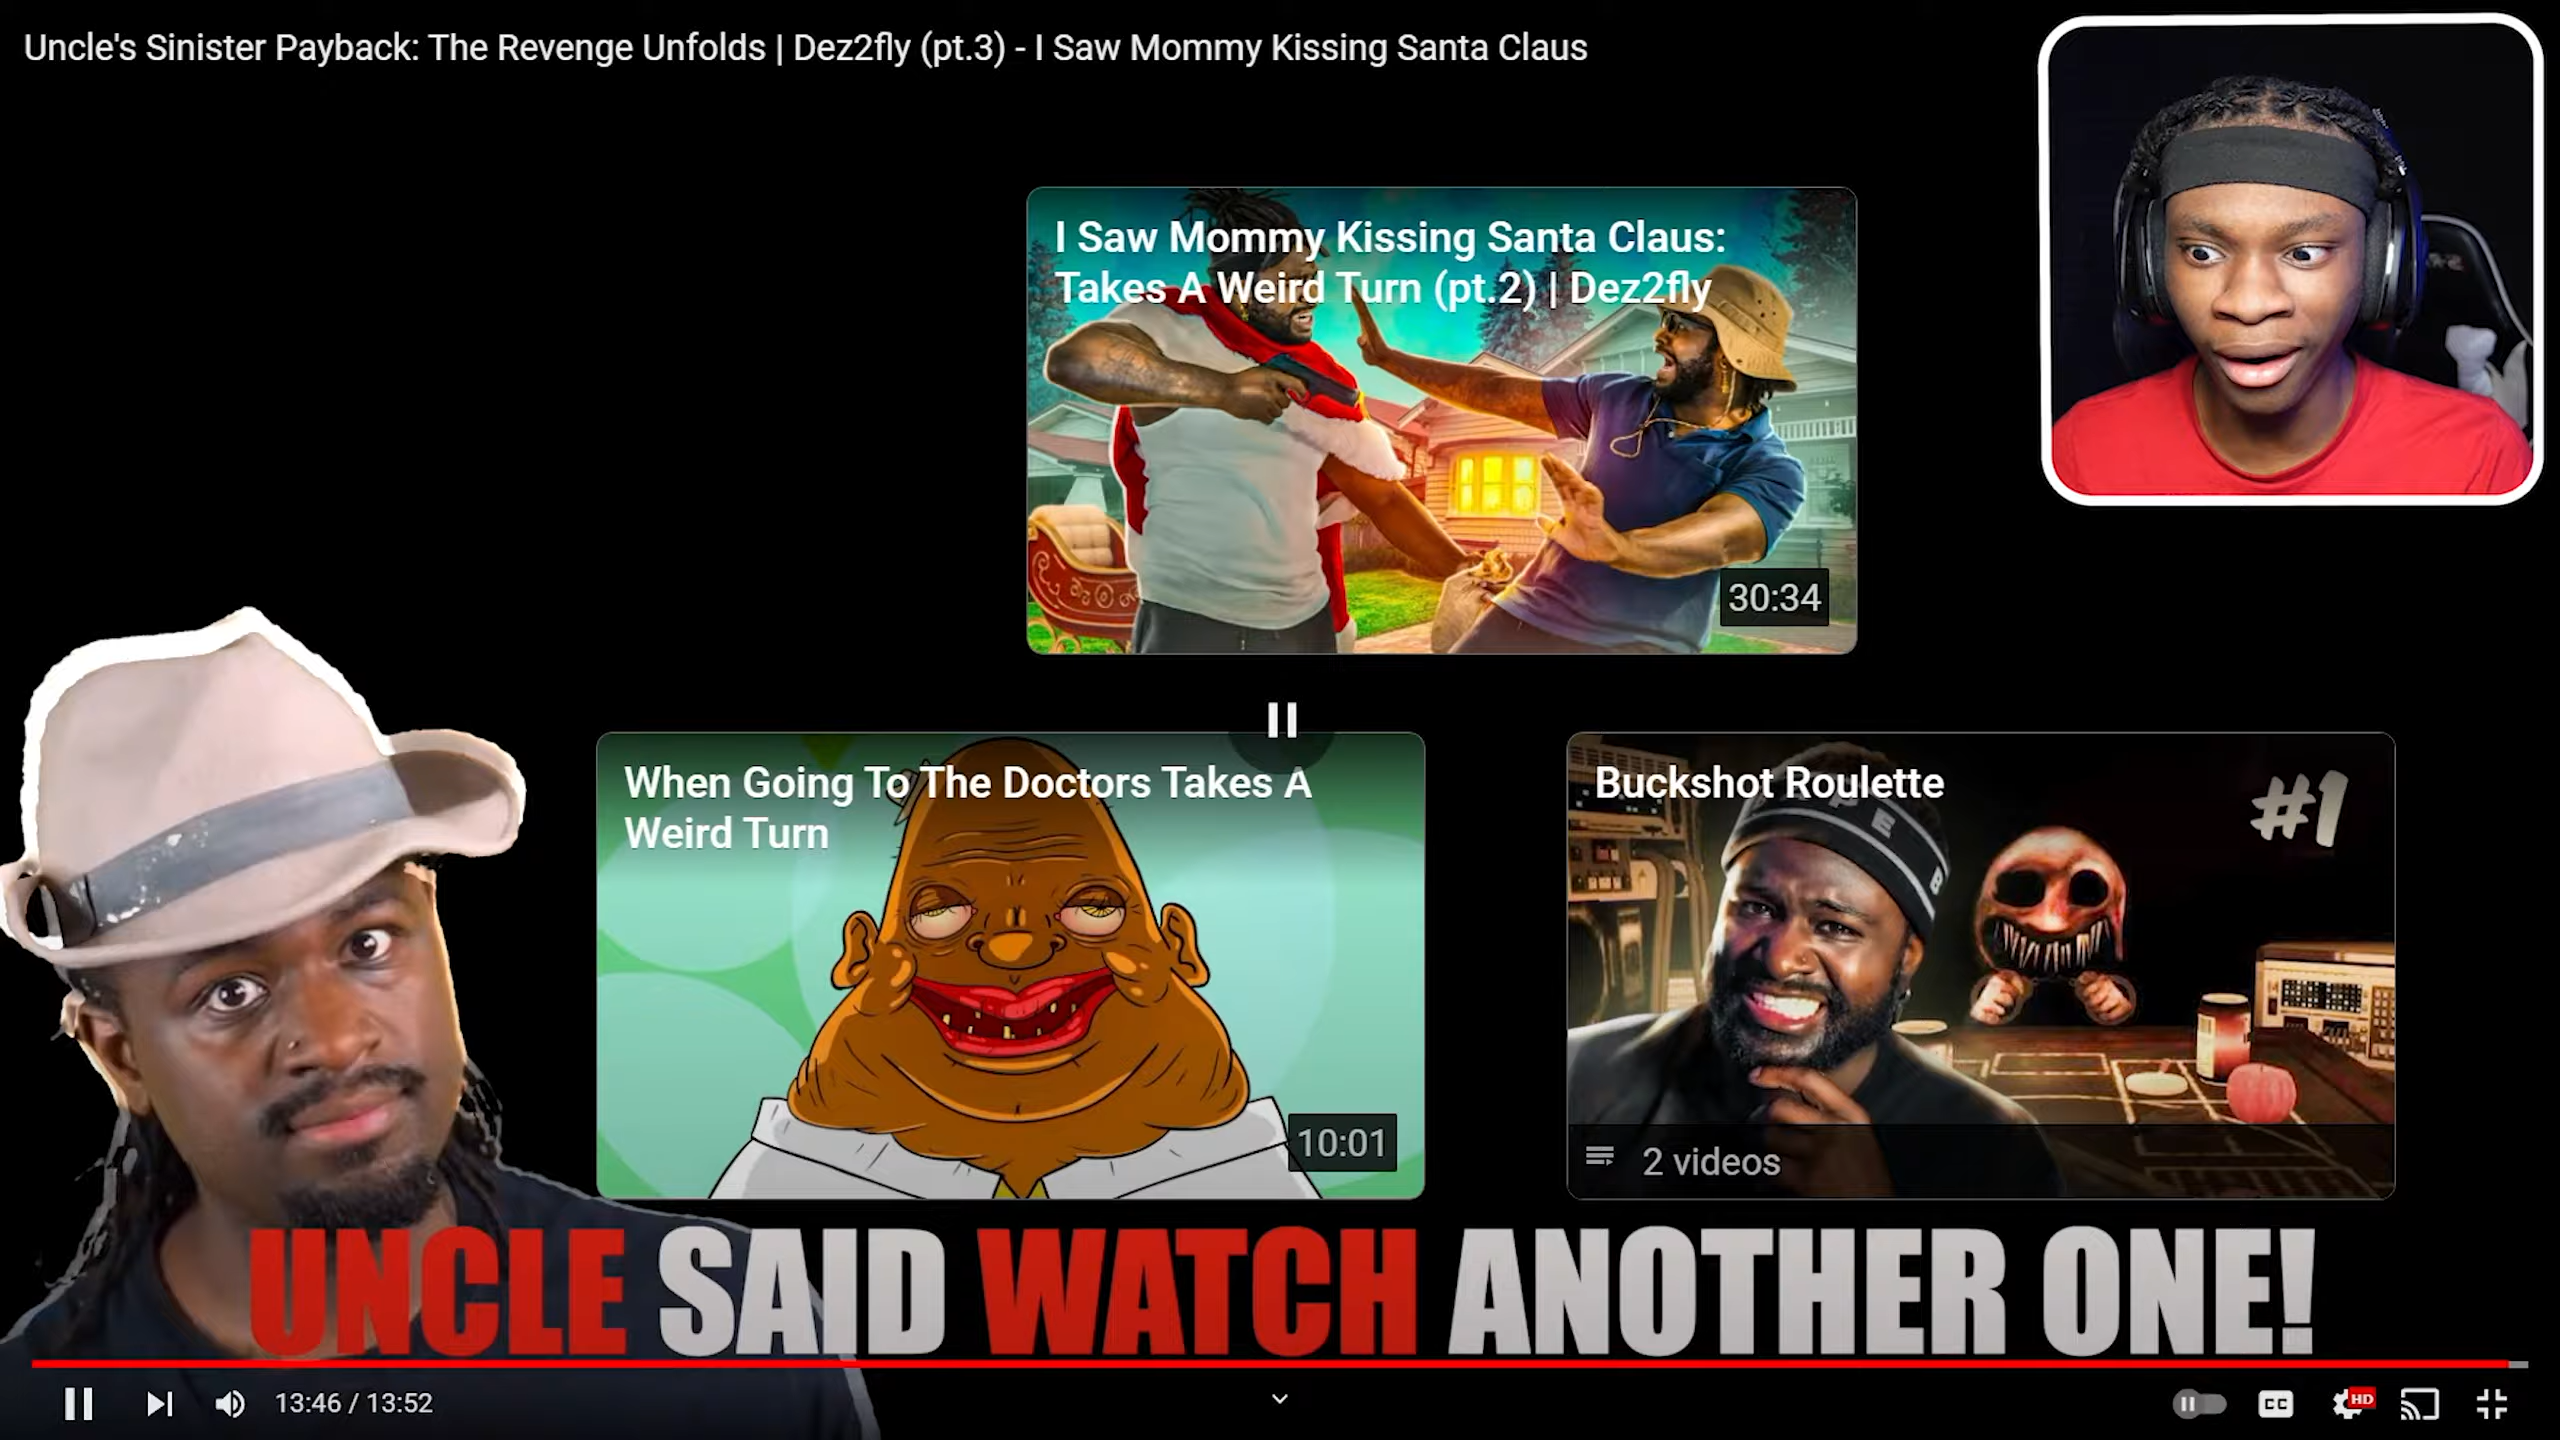 Uncle's Sinister Payback: The Revenge Unfolds | Dez2fly (pt.3) - I Saw Mommy Kissing Santa Claus
I Saw Mommy Kissing Santa Claus:
Takes A Weird Turn (pt.2) | Dez2fly
30:34
When Going To The Doctors Takes A
Weird Turn
10:01
Buckshot Roulette
#1
2 videos
UNCLE SAID WATCH ANOTHER ONE!
13:46 / 13:52
CC
HD